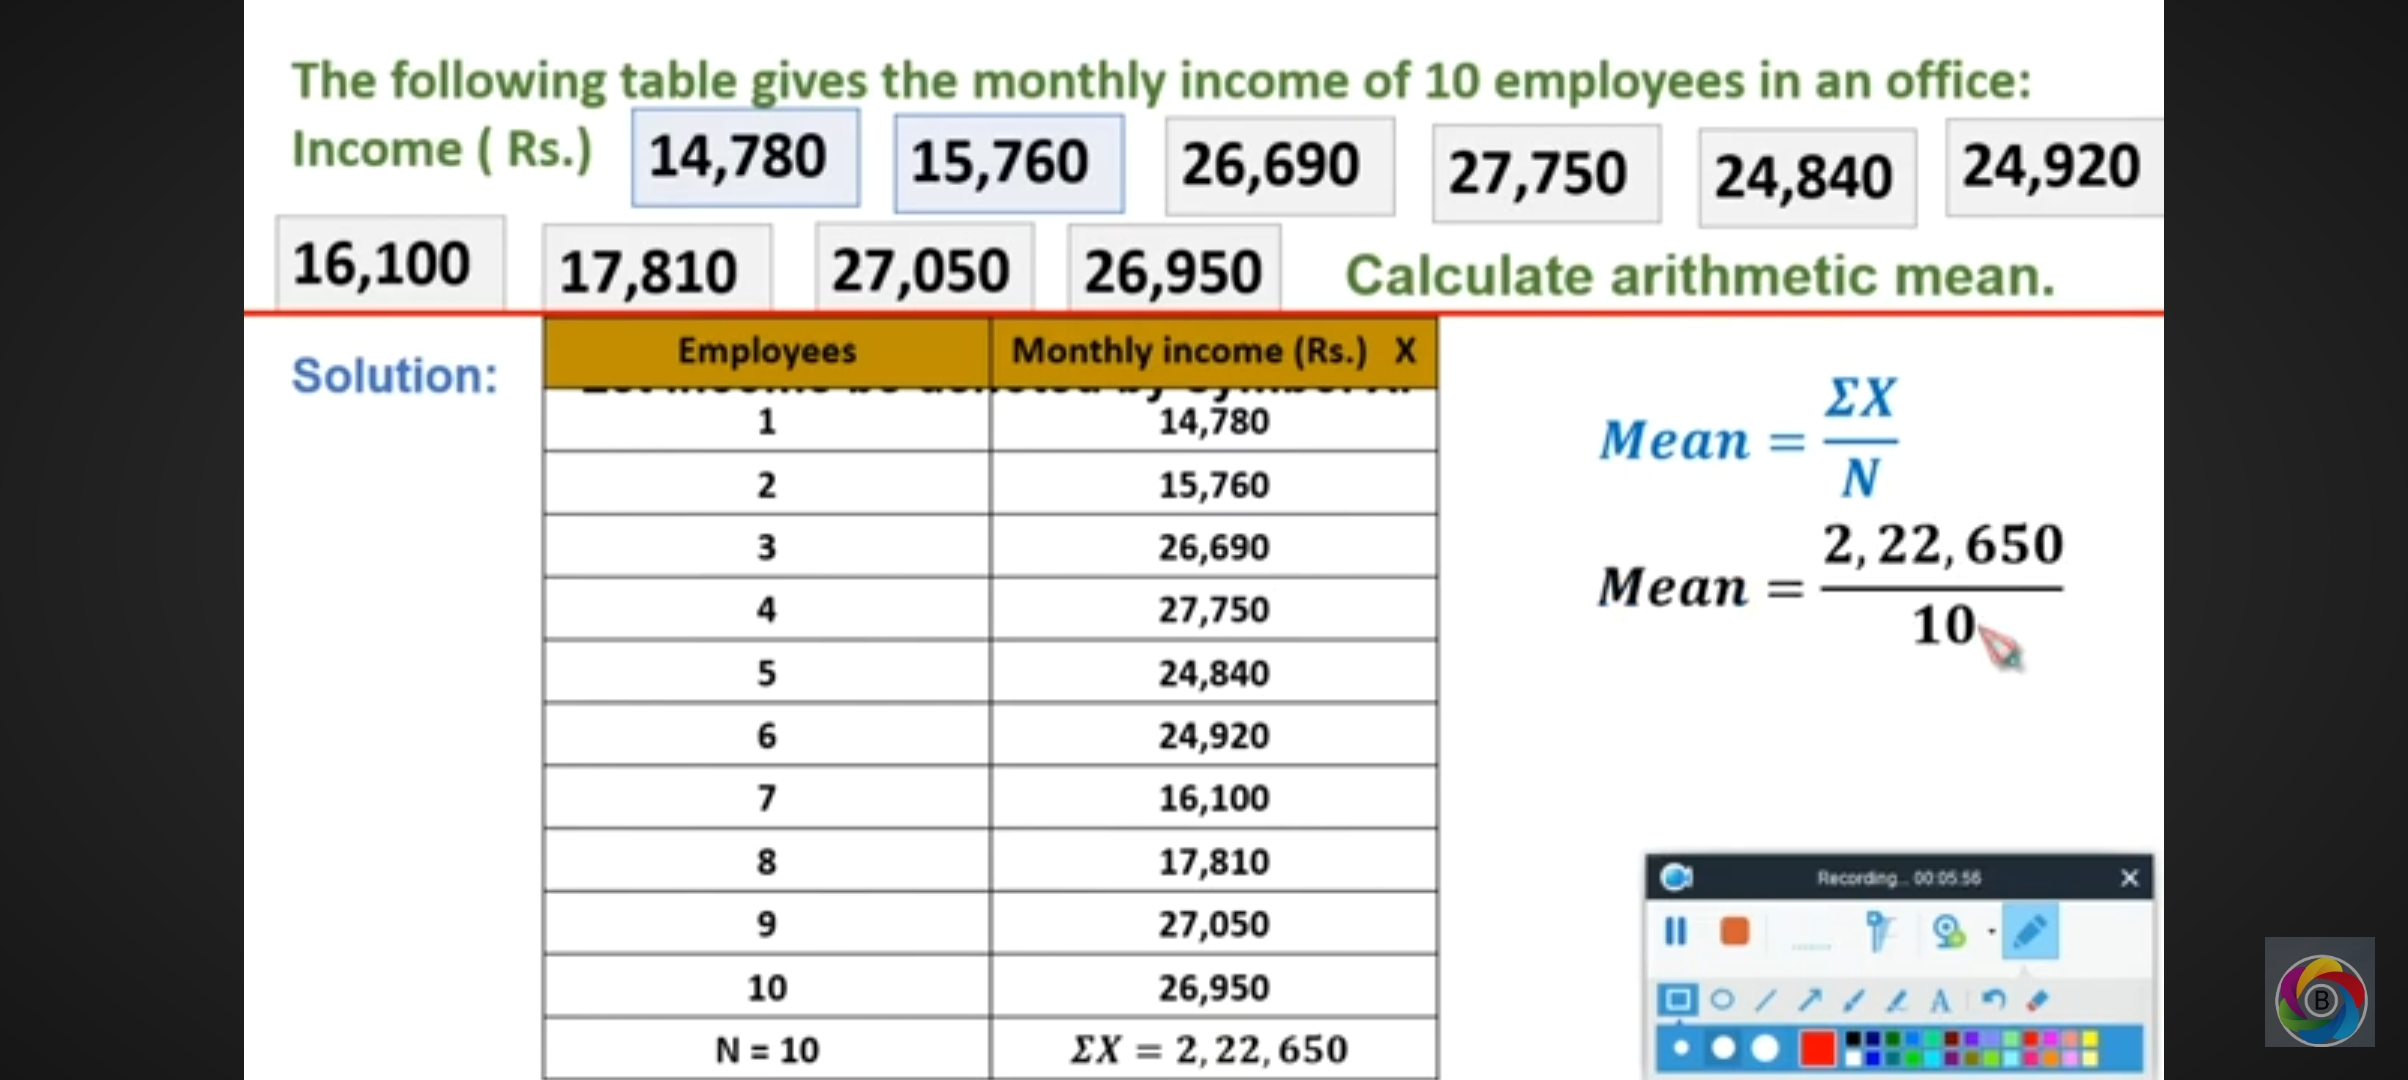 The following table gives the monthly income of 10 employees in an office:
Income ( Rs.) 14,780 15,760 26,690 27,750 24,840 24,920
16,100 17,810 27,050 26,950 Calculate arithmetic mean.
Solution:
Employees Monthly income (Rs.) X
1 14,780
2 15,760
3 26,690
4 27,750
5 24,840
6 24,920
7 16,100
8 17,810
9 27,050
10 26,950
N = 10 ΣX = 2, 22, 650
Mean = ΣX / N
Mean = 2, 22, 650 / 10
Recording... 00:05:56
A
B